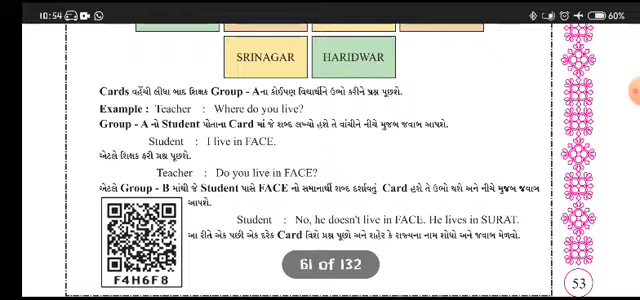 10:54 60%
SRINAGAR HARIDWAR
Cards વહેંચી લીધા બાદ શિક્ષક Group - Aના કોઈપણ વિદ્યાર્થીને ઉભો કરીને પ્રશ્ન પૂછશે.
Example : Teacher : Where do you live?
Group - A નો Student પોતાના Card માં જે શબ્દ લખ્યો હશે તે વાંચીને નીચે મુજબ જવાબ આપશે.
Student : I live in FACE.
એટલે શિક્ષક ફરી પ્રશ્ન પૂછશે.
Teacher : Do you live in FACE?
એટલે Group - B માંથી જે Student પાસે FACE નો સમાનાર્થી શબ્દ દર્શાવતું Card હશે તે ઉભો થશે અને નીચે મુજબ જવાબ
આપશે.
Student : No, he doesn't live in FACE. He lives in SURAT.
આ રીતે એક પછી એક દરેક Card વિશે પ્રશ્ન પૂછો અને શહેર કે રાજ્યના નામ શોધો અને જવાબ મેળવો.
61 of 132
F4H6F8
53